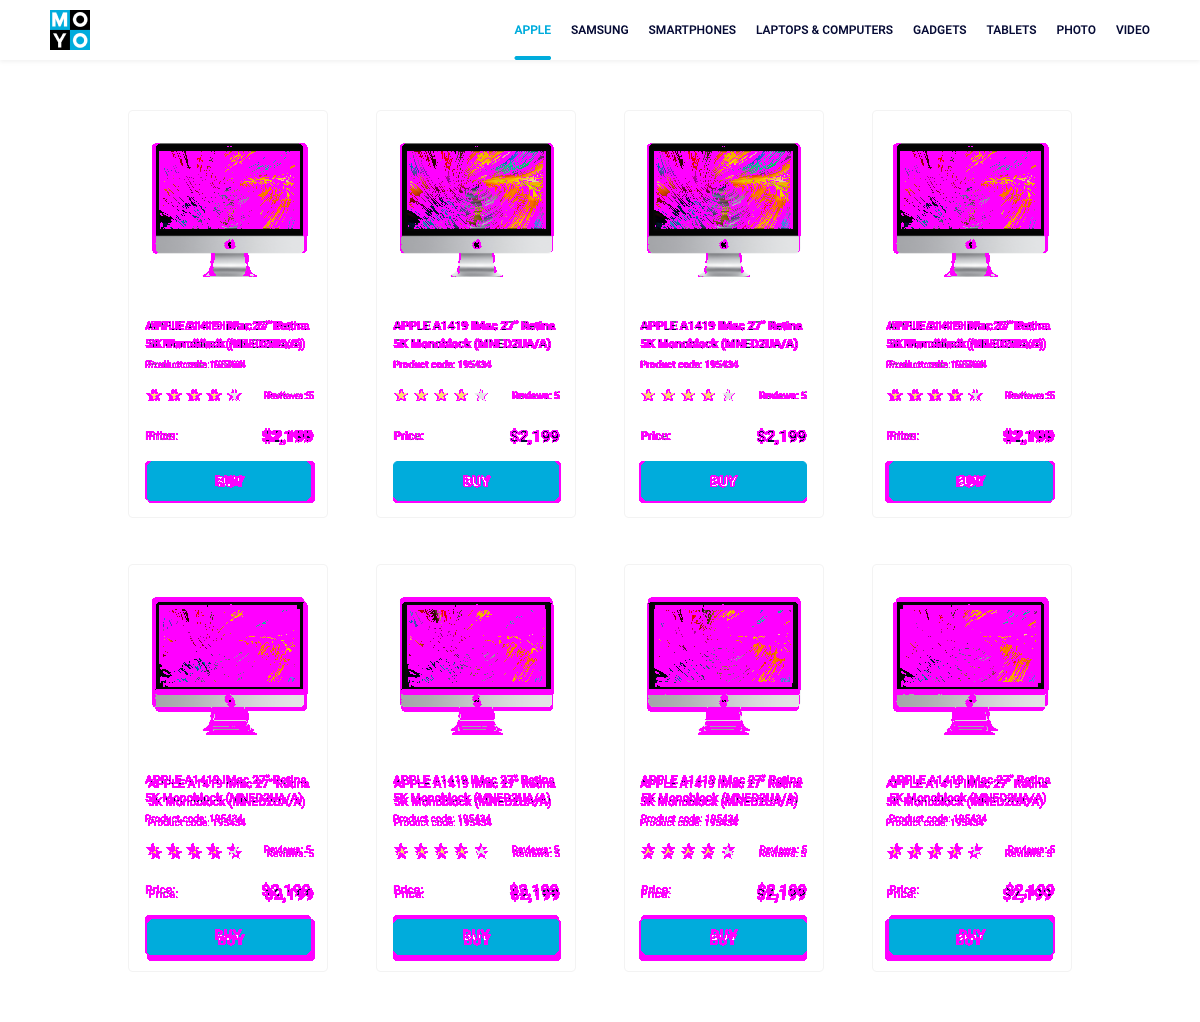 MO
YO
APPLE SAMSUNG SMARTPHONES LAPTOPS & COMPUTERS GADGETS TABLETS PHOTO VIDEO
APPLE A1419 iMac 27" Retina APPLE A1419 iMac 27" Retina APPLE A1419 iMac 27" Retina APPLE A1419 iMac 27" Retina
5K Monoblock (MNED2UA/A) 5K Monoblock (MNED2UA/A) 5K Monoblock (MNED2UA/A) 5K Monoblock (MNED2UA/A)
Product code: 195434 Product code: 195434 Product code: 195434 Product code: 195434
Reviews: 5 Reviews: 5 Reviews: 5 Reviews: 5
Price: $2,199 Price: $2,199 Price: $2,199 Price: $2,199
BUY BUY BUY BUY
APPLE A1419 iMac 27" Retina APPLE A1419 iMac 27" Retina APPLE A1419 iMac 27" Retina APPLE A1419 iMac 27" Retina
5K Monoblock (MNED2UA/A) 5K Monoblock (MNED2UA/A) 5K Monoblock (MNED2UA/A) 5K Monoblock (MNED2UA/A)
Product code: 195434 Product code: 195434 Product code: 195434 Product code: 195434
Reviews: 5 Reviews: 5 Reviews: 5 Reviews: 5
Price: $2,199 Price: $2,199 Price: $2,199 Price: $2,199
BUY BUY BUY BUY